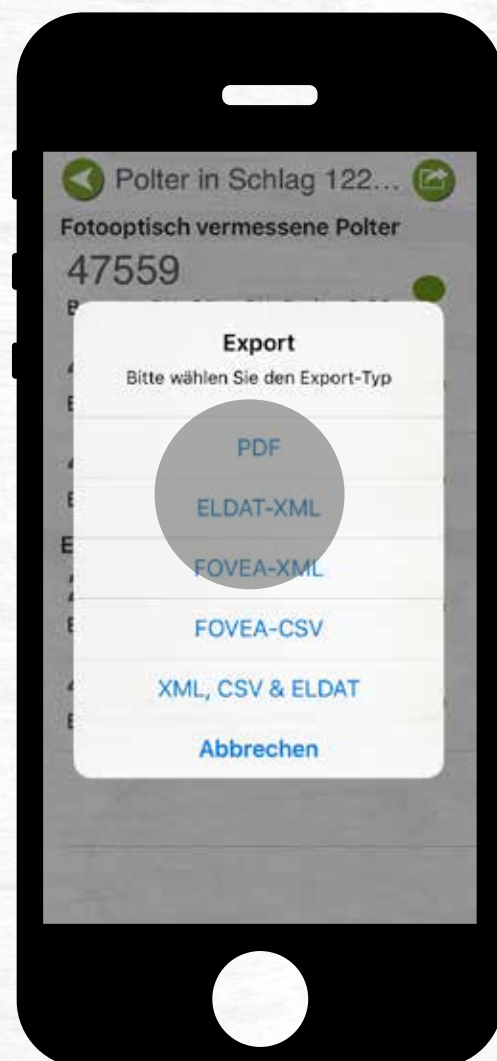 Polter in Schlag 122...
Fotooptisch vermessene Polter
47559
Export
Bitte wählen Sie den Export-Typ
PDF
ELDAT-XML
FOVEA-XML
FOVEA-CSV
XML, CSV & ELDAT
Abbrechen